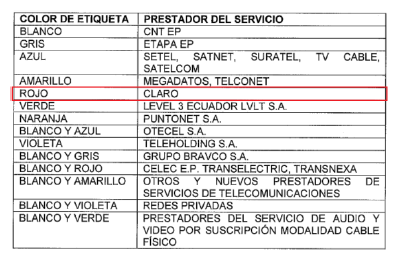 COLOR DE ETIQUETA PRESTADOR DEL SERVICIO
BLANCO CNT EP
GRIS ETAPA EP
AZUL SETEL, SATNET, SURATEL, TV CABLE,
SATELCOM
AMARILLO MEGADATOS, TELCONET
ROJO CLARO
VERDE LEVEL 3 ECUADOR LVLT S.A.
NARANJA PUNTONET S.A.
BLANCO Y AZUL OTECEL S.A.
VIOLETA TELEHOLDING S.A.
BLANCO Y GRIS GRUPO BRAVCO S.A.
BLANCO Y ROJO CELEC E.P. TRANSELECTRIC, TRANSNEXA
BLANCO Y AMARILLO OTROS Y NUEVOS PRESTADORES DE
SERVICIOS DE TELECOMUNICACIONES
BLANCO Y VIOLETA REDES PRIVADAS
BLANCO Y VERDE PRESTADORES DEL SERVICIO DE AUDIO Y
VIDEO POR SUSCRIPCIÓN MODALIDAD CABLE
FÍSICO